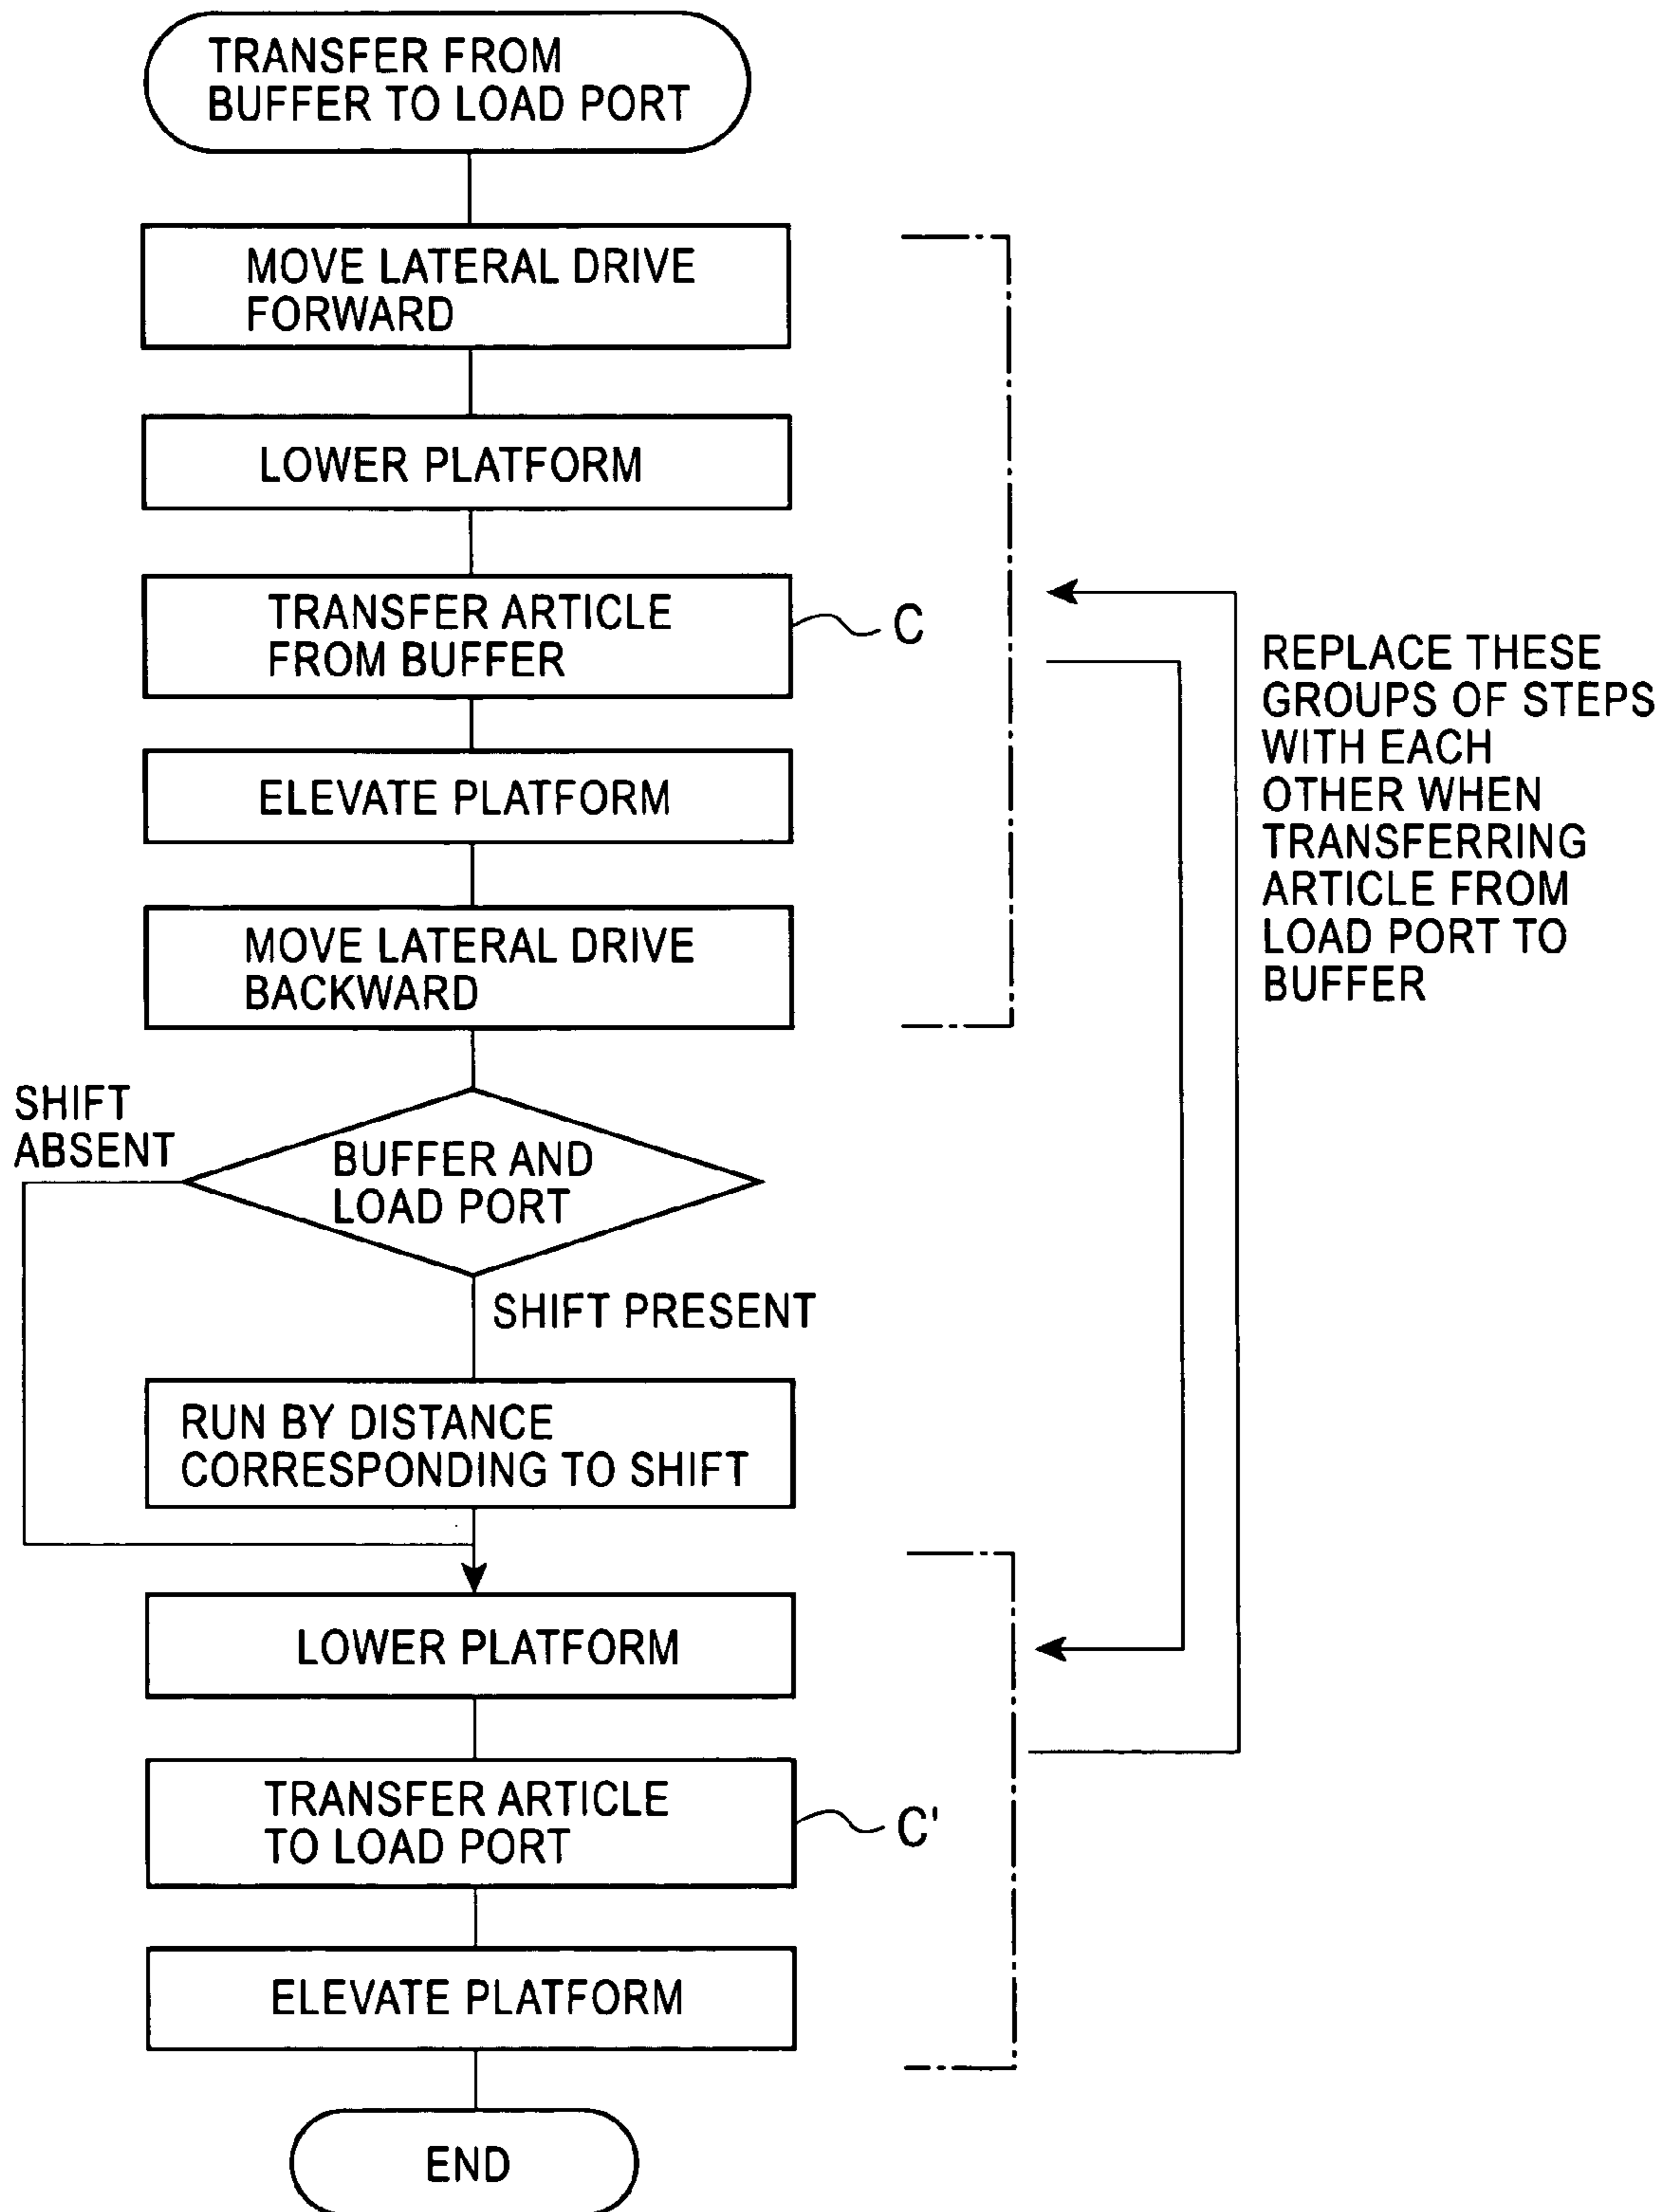 TRANSFER FROM
BUFFER TO LOAD PORT
MOVE LATERAL DRIVE
FORWARD
LOWER PLATFORM
TRANSFER ARTICLE
FROM BUFFER
C
ELEVATE PLATFORM
MOVE LATERAL DRIVE
BACKWARD
REPLACE THESE
GROUPS OF STEPS
WITH EACH
OTHER WHEN
TRANSFERRING
ARTICLE FROM
LOAD PORT TO
BUFFER
SHIFT
ABSENT
BUFFER AND
LOAD PORT
SHIFT PRESENT
RUN BY DISTANCE
CORRESPONDING TO SHIFT
LOWER PLATFORM
TRANSFER ARTICLE
TO LOAD PORT
C'
ELEVATE PLATFORM
END